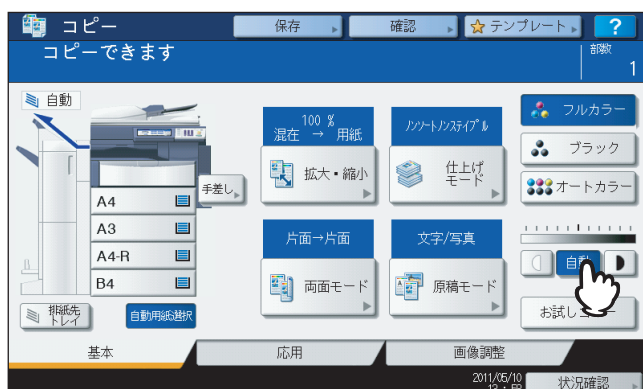 コピー
保存
確認
テンプレート
?
コピーできます
部数
1
自動
100 %
混在 → 用紙
ノンソートノンステイプル
フルカラー
拡大・縮小
仕上げ
モード
ブラック
手差し
オートカラー
A4
A3
A4-R
B4
片面→片面
文字/写真
自動
両面モード
原稿モード
排紙先
トレイ
自動用紙選択
お試し
基本
応用
画像調整
2011/05/10
状況確認